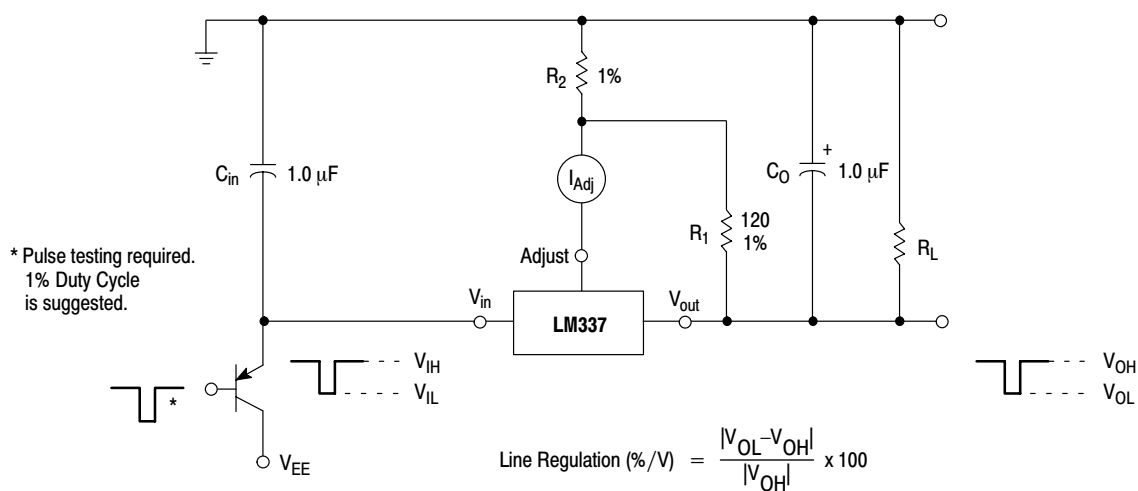 R2 1%
Cin 1.0 μF
IAdj
CO + 1.0 μF
R1 120
1%
RL
* Pulse testing required.
1% Duty Cycle
is suggested.
Adjust
Vin
LM337
Vout
VIH
VIL
*
VEE
VOH
VOL
Line Regulation (%/V) = |VOL–VOH| / |VOH| x 100